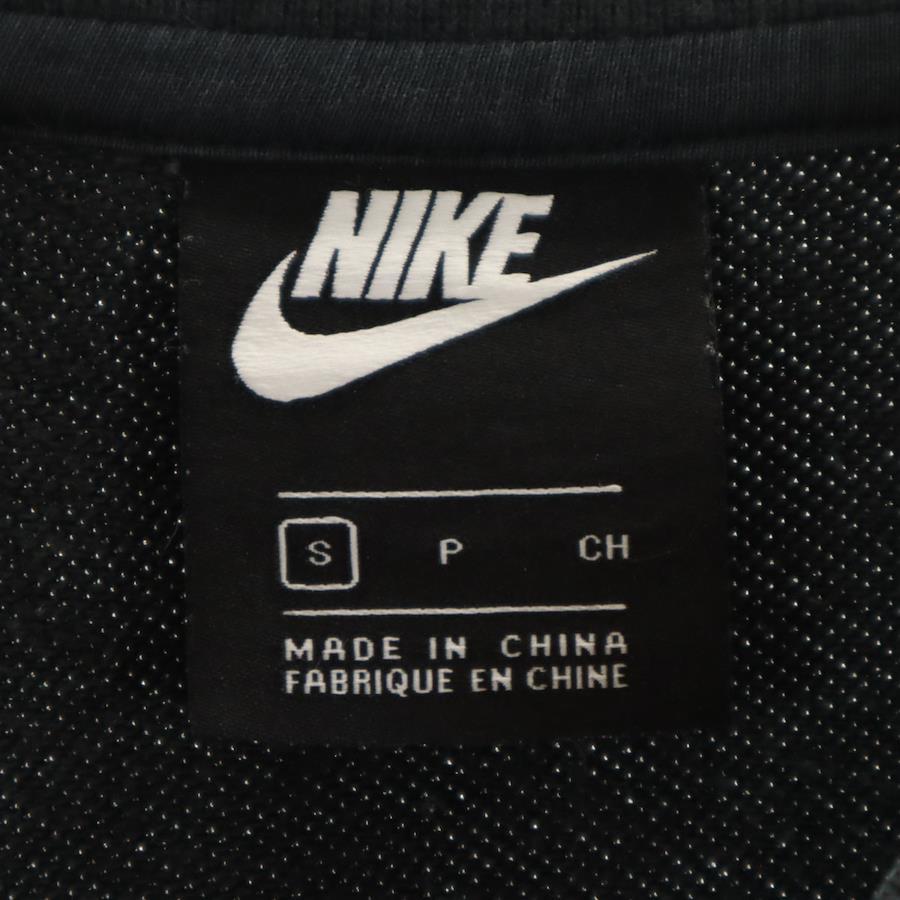 NIKE
S P CH
MADE IN CHINA
FABRIQUE EN CHINE